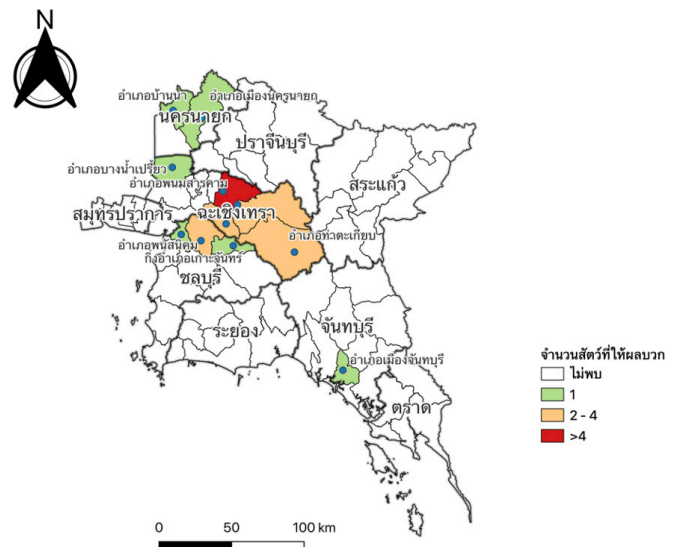 N
อำเภอบ้านนา
อำเภอเมืองนครนายก
นครนายก
ปราจีนบุรี
อำเภอบางน้ำเปรี้ยว
อำเภอพนมสารคาม
สระแก้ว
สมุทรปราการ
ฉะเชิงเทรา
อำเภอท่าตะเกียบ
อำเภอพนัสนิคม
กิ่งอำเภอเกาะจันทร์
ชลบุรี
ระยอง
จันทบุรี
อำเภอเมืองจันทบุรี
ตราด
จำนวนสัตว์ที่ให้ผลบวก
ไม่พบ
1
2 - 4
>4
0 50 100 km